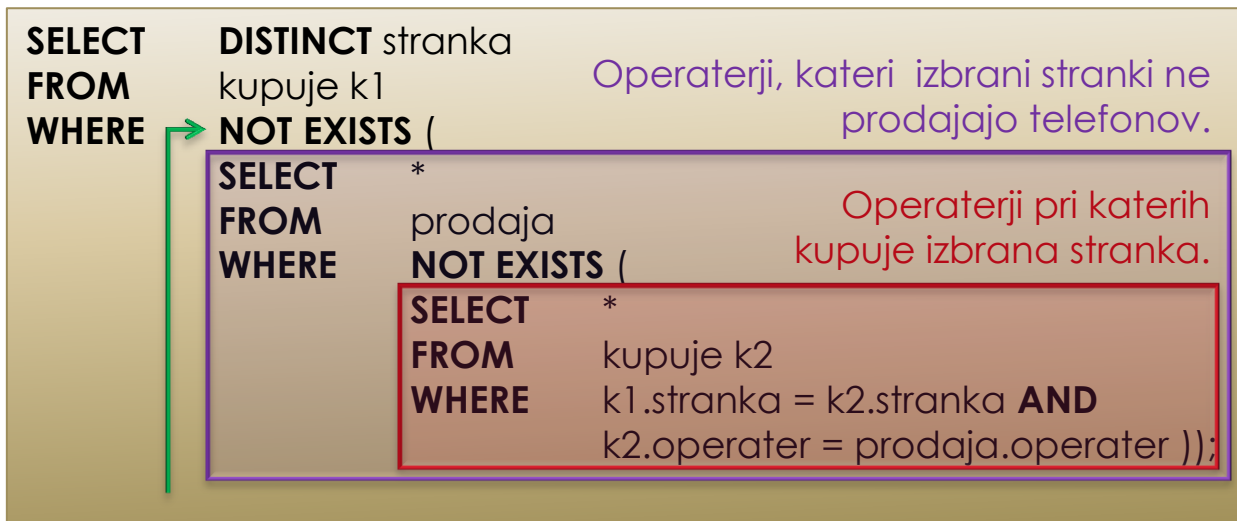 SELECT DISTINCT stranka
FROM kupuje k1
WHERE NOT EXISTS (
Operaterji, kateri izbrani stranki ne
prodajajo telefonov.
SELECT *
FROM prodaja
WHERE NOT EXISTS (
Operaterji pri katerih
kupuje izbrana stranka.
SELECT *
FROM kupuje k2
WHERE k1.stranka = k2.stranka AND
k2.operater = prodaja.operater ));